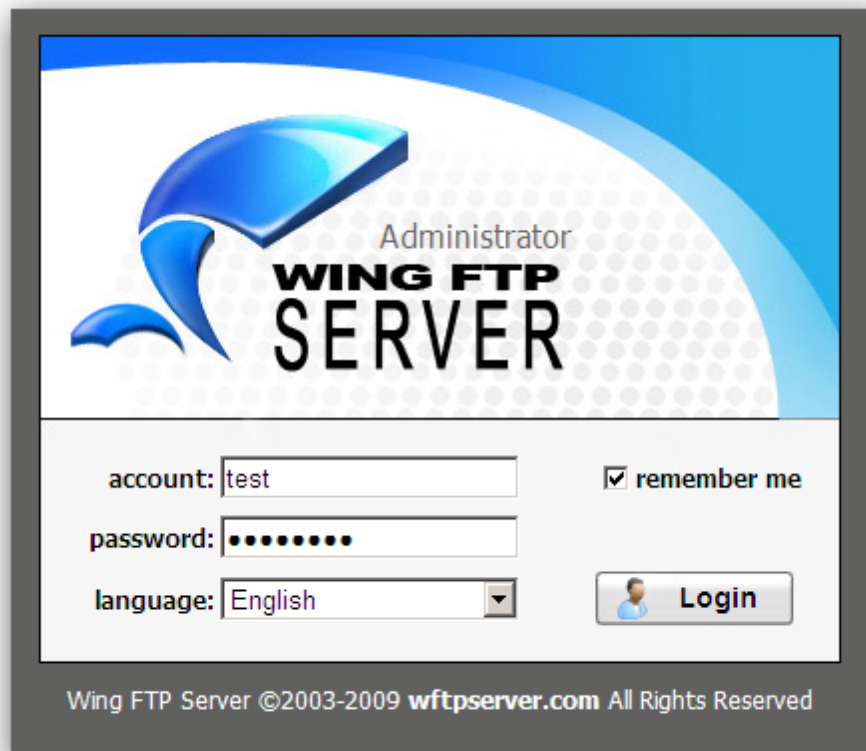 Administrator
WING FTP
SERVER
account: test
remember me
password: ••••••••
language: English
Login
Wing FTP Server ©2003-2009 wftpserver.com All Rights Reserved